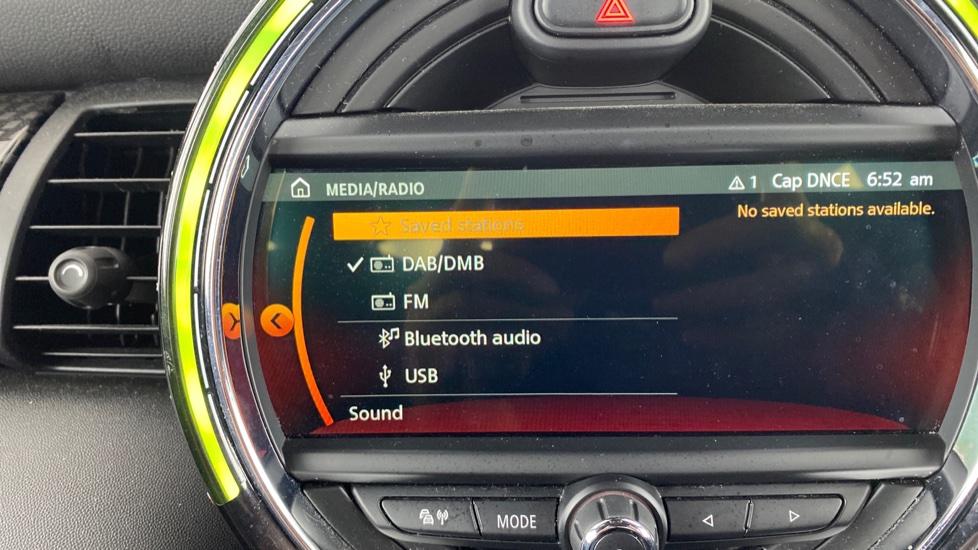 MEDIA/RADIO
1 Cap DNCE 6:52 am
Saved stations
No saved stations available.
DAB/DMB
FM
Bluetooth audio
USB
Sound
MODE